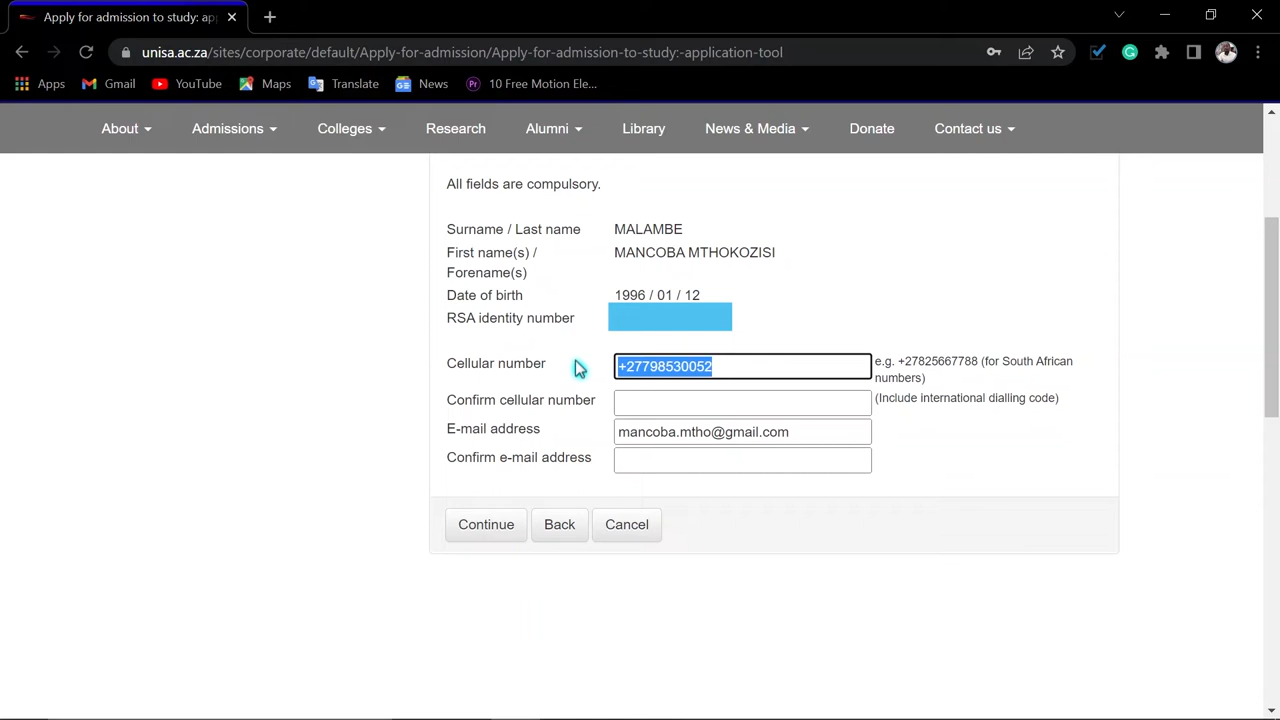 Apply for admission to study: ap
unisa.ac.za/sites/corporate/default/Apply-for-admission/Apply-for-admission-to-study:-application-tool
Apps Gmail YouTube Maps Translate News 10 Free Motion Ele...
About Admissions Colleges Research Alumni Library News & Media Donate Contact us
All fields are compulsory.
Surname / Last name MALAMBE
First name(s) / MANCOBA MTHOKOZISI
Forename(s)
Date of birth 1996 / 01 / 12
RSA identity number
Cellular number +27798530052 e.g. +27825667788 (for South African
numbers)
Confirm cellular number (Include international dialling code)
E-mail address mancoba.mtho@gmail.com
Confirm e-mail address
Continue Back Cancel